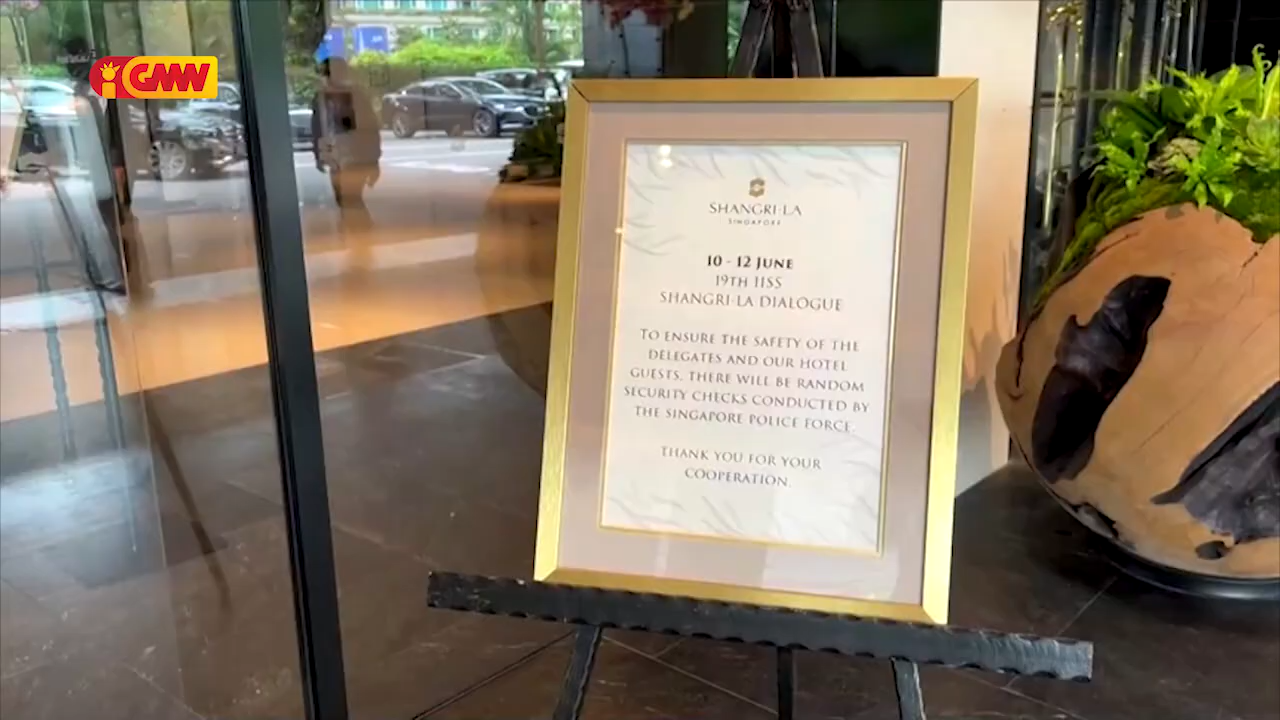 GMW
SHANGRI-LA
SINGAPORE
10 - 12 JUNE
19TH IISS
SHANGRI-LA DIALOGUE
TO ENSURE THE SAFETY OF THE
DELEGATES AND OUR HOTEL
GUESTS, THERE WILL BE RANDOM
SECURITY CHECKS CONDUCTED BY
THE SINGAPORE POLICE FORCE.
THANK YOU FOR YOUR
COOPERATION.